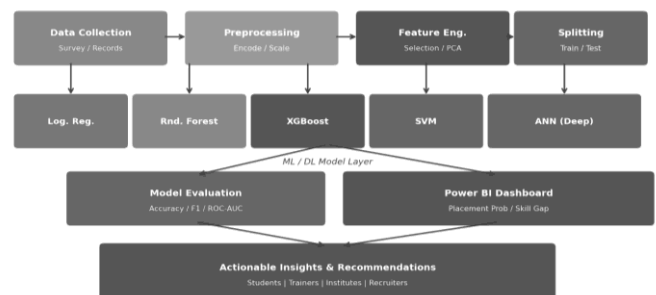 Data Collection
Survey / Records
Preprocessing
Encode / Scale
Feature Eng.
Selection / PCA
Splitting
Train / Test
Log. Reg.
Rnd. Forest
XGBoost
SVM
ANN (Deep)
ML / DL Model Layer
Model Evaluation
Accuracy / F1 / ROC-AUC
Power BI Dashboard
Placement Prob / Skill Gap
Actionable Insights & Recommendations
Students | Trainers | Institutes | Recruiters